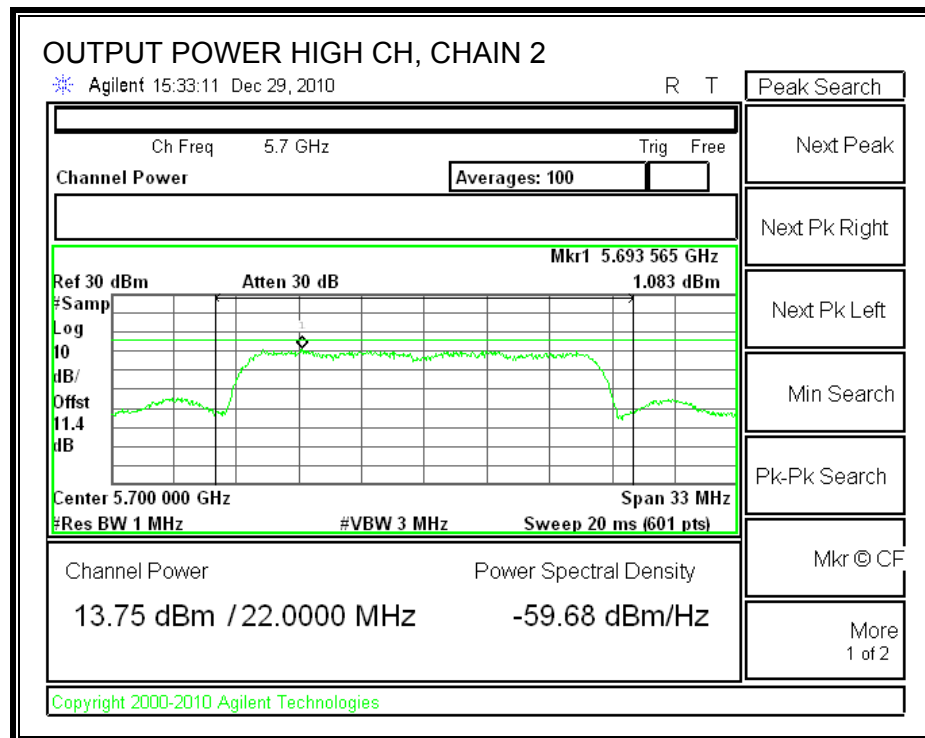 OUTPUT POWER HIGH CH, CHAIN 2
Agilent 15:33:11 Dec 29, 2010 R T
Peak Search
Ch Freq 5.7 GHz Trig Free
Channel Power Averages: 100
Mkr1 5.693 565 GHz
Ref 30 dBm Atten 30 dB 1.083 dBm
#Samp
Log
10
dB/
Offst
11.4
dB
1
Center 5.700 000 GHz Span 33 MHz
#Res BW 1 MHz #VBW 3 MHz Sweep 20 ms (601 pts)
Channel Power Power Spectral Density
13.75 dBm / 22.0000 MHz -59.68 dBm/Hz
Next Peak
Next Pk Right
Next Pk Left
Min Search
Pk-Pk Search
Mkr © CF
More
1 of 2
Copyright 2000-2010 Agilent Technologies